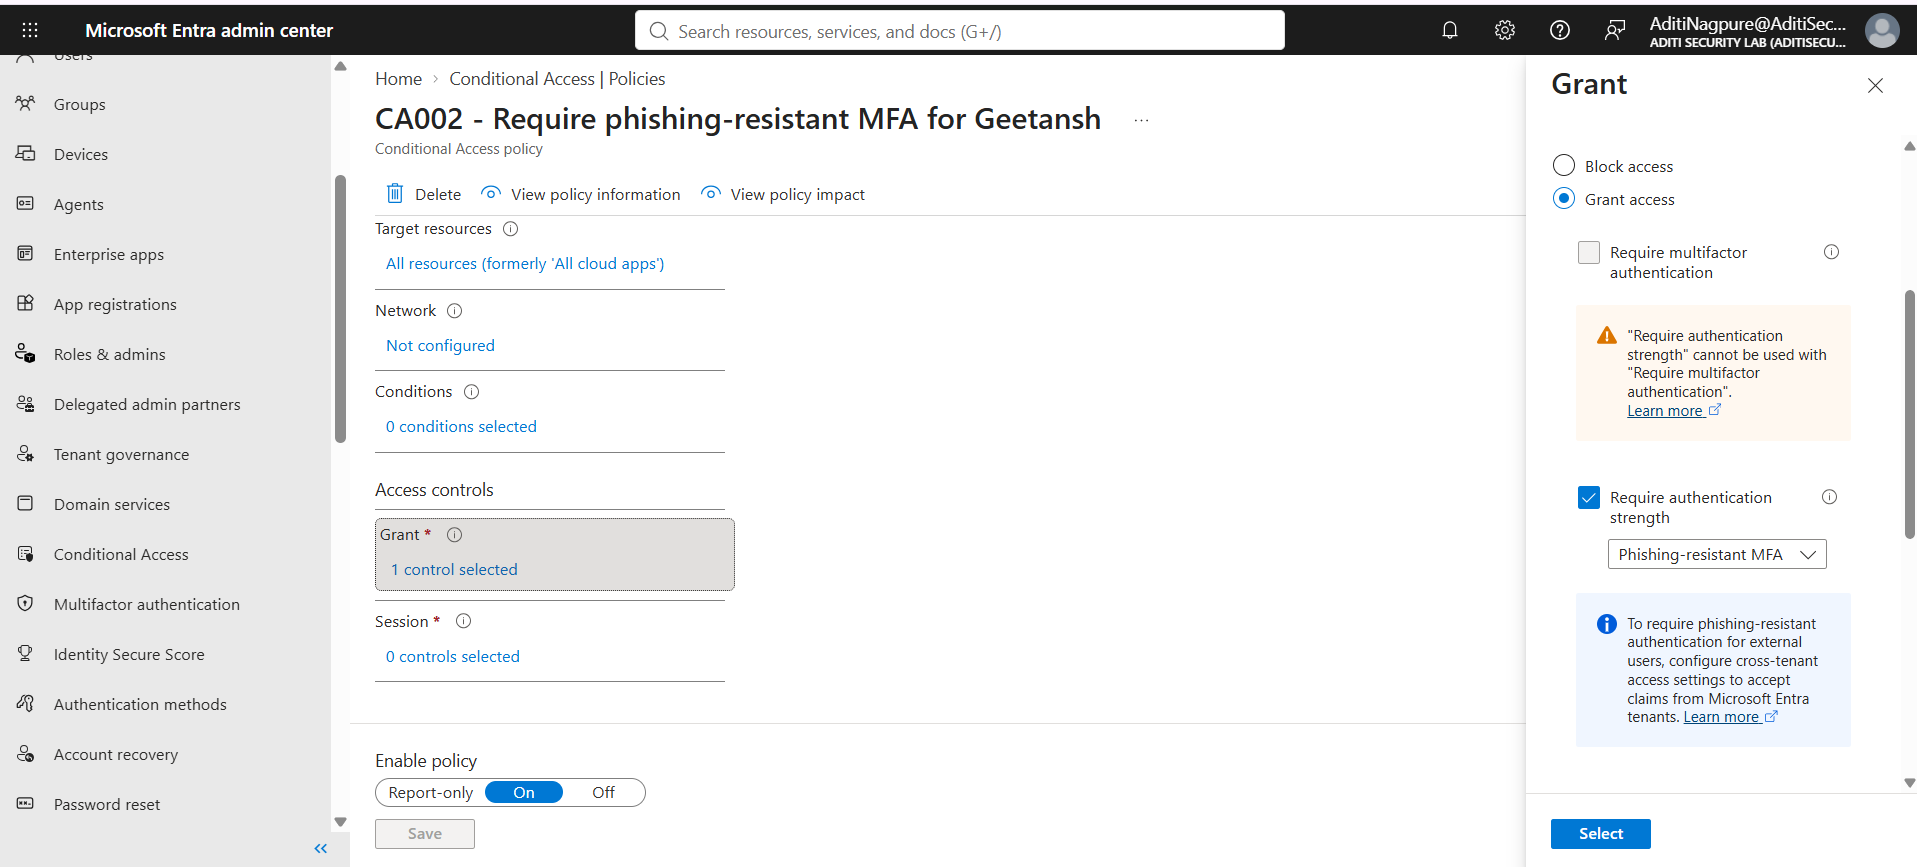 Microsoft Entra admin center
Search resources, services, and docs (G+/)
AditiNagpure@AditiSec...
ADITI SECURITY LAB (ADITISECU...
Users
Groups
Devices
Agents
Enterprise apps
App registrations
Roles & admins
Delegated admin partners
Tenant governance
Domain services
Conditional Access
Multifactor authentication
Identity Secure Score
Authentication methods
Account recovery
Password reset
Home > Conditional Access | Policies
CA002 - Require phishing-resistant MFA for Geetansh ...
Conditional Access policy
Delete
View policy information
View policy impact
Target resources
All resources (formerly 'All cloud apps')
Network
Not configured
Conditions
0 conditions selected
Access controls
Grant *
1 control selected
Session *
0 controls selected
Enable policy
Report-only On Off
Save
Grant
Block access
Grant access
Require multifactor
authentication
"Require authentication
strength" cannot be used with
"Require multifactor
authentication".
Learn more
Require authentication
strength
Phishing-resistant MFA
To require phishing-resistant
authentication for external
users, configure cross-tenant
access settings to accept
claims from Microsoft Entra
tenants. Learn more
Select